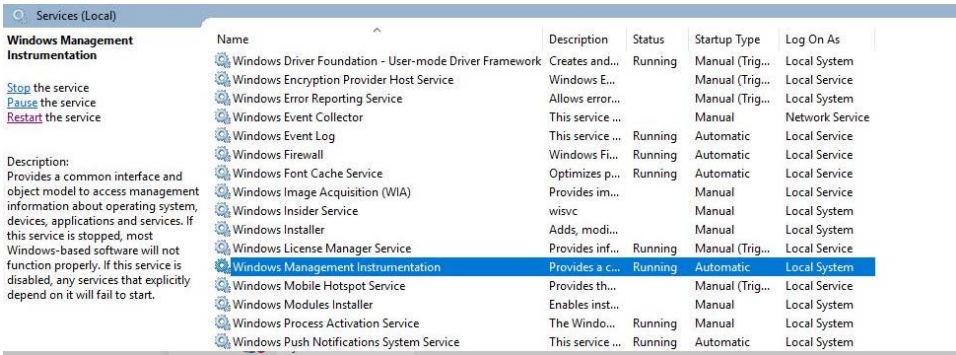 Services (Local)
Windows Management
Instrumentation
Stop the service
Pause the service
Restart the service
Description:
Provides a common interface and
object model to access management
information about operating system,
devices, applications and services. If
this service is stopped, most
Windows-based software will not
function properly. If this service is
disabled, any services that explicitly
depend on it will fail to start.
Name Description Status Startup Type Log On As
Windows Driver Foundation - User-mode Driver Framework Creates and... Running Manual (Trig... Local System
Windows Encryption Provider Host Service Windows E... Manual (Trig... Local Service
Windows Error Reporting Service Allows error... Manual (Trig... Local System
Windows Event Collector This service ... Manual Network Service
Windows Event Log This service ... Running Automatic Local Service
Windows Firewall Windows Fi... Running Automatic Local Service
Windows Font Cache Service Optimizes p... Running Automatic Local Service
Windows Image Acquisition (WIA) Provides im... Manual Local Service
Windows Insider Service wisvc Manual Local System
Windows Installer Adds, modi... Manual Local System
Windows License Manager Service Provides inf... Running Manual (Trig... Local Service
Windows Management Instrumentation Provides a c... Running Automatic Local System
Windows Mobile Hotspot Service Provides th... Manual (Trig... Local Service
Windows Modules Installer Enables inst... Manual Local System
Windows Process Activation Service The Windo... Running Manual Local System
Windows Push Notifications System Service This service ... Running Automatic Local System